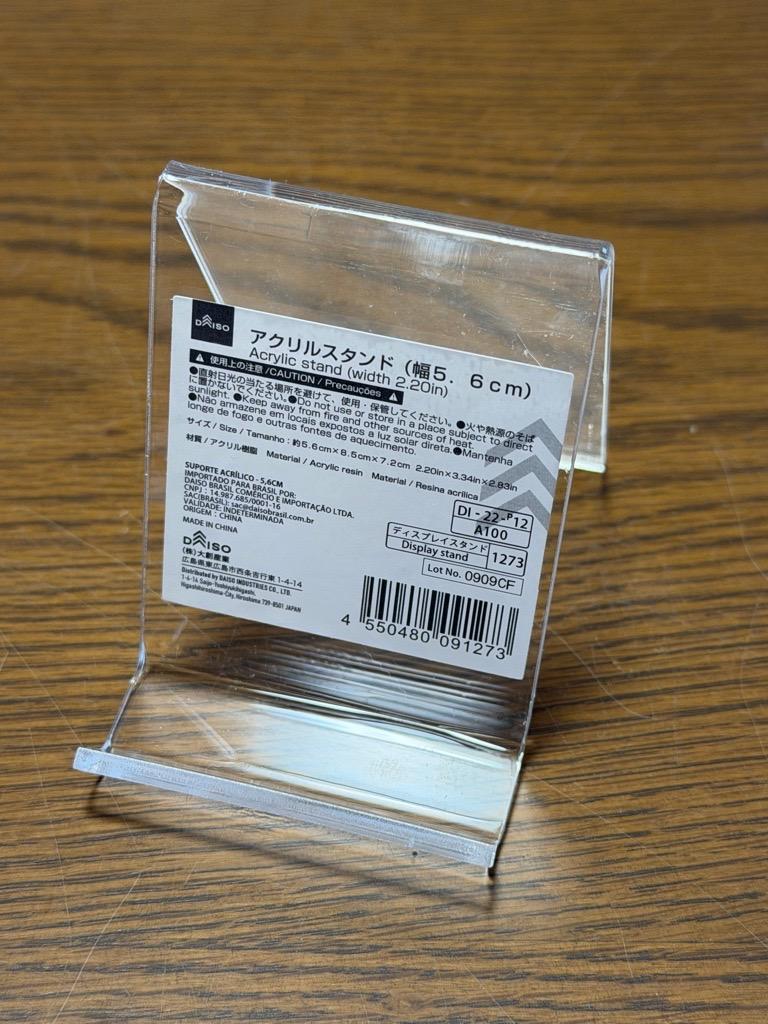 DAISO
アクリルスタンド（幅５．６ｃｍ）
Acrylic stand (width 2.20in)
使用上の注意 /CAUTION / Precauções
●直射日光の当たる場所を避けて、使用・保管してください。●火や熱源のそば
に置かないでください。●Do not use or store in a place subject to direct
sunlight. ●Keep away from fire and other sources of heat.
●Não armazene em locais expostos a luz solar direta.●Mantenha
longe de fogo e outras fontes de aquecimento.
サイズ / Size / Tamanho : 約5.6cm×8.5cm×7.2cm 2.20in×3.34in×2.83in
材質 / アクリル樹脂 Material / Acrylic resin Material / Resina acrílica
SUPORTE ACRÍLICO - 5,6CM
IMPORTADO PARA BRASIL POR:
DAISO BRASIL COMÉRCIO E IMPORTAÇÃO LTDA.
CNPJ : 14.987.685/0001-16
SAC(BRASIL): sac@daisobrasil.com.br
VALIDADE: INDETERMINADA
ORIGEM : CHINA
MADE IN CHINA
DAISO
(株)大創産業
広島県東広島市西条吉行東 1-4-14
Distributed by DAISO INDUSTRIES CO., LTD.
1-4-14 Saijo-Yoshiyukihigashi,
Higashihiroshima-City, Hiroshima 739-8501 JAPAN
DI - 22 -P12
A100
ディスプレイスタンド
Display stand
1273
Lot No. 0909CF
4 550480 091273